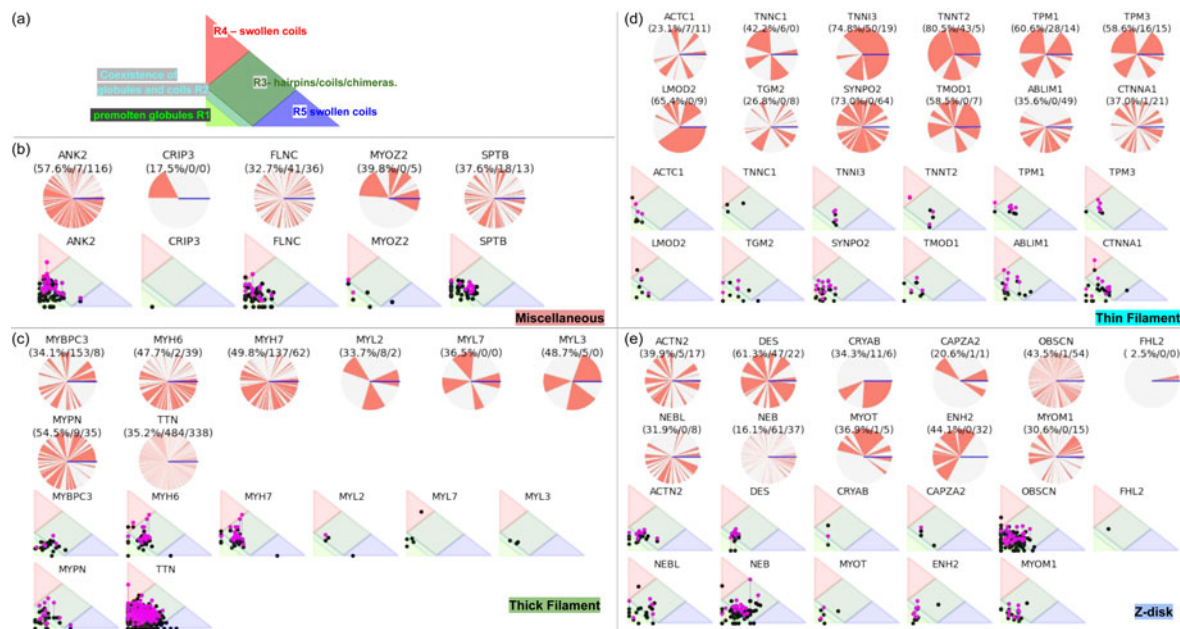 (a)
R4 – swollen coils
Coexistence of
globules and coils R2
R3- hairpins/coils/chimeras.
premolten globules R1
R5 swollen coils
(b)
ANK2 CRIP3 FLNC MYOZ2 SPTB
(57.6%/7/116) (17.5%/0/0) (32.7%/41/36) (39.8%/0/5) (37.6%/18/13)
ANK2 CRIP3 FLNC MYOZ2 SPTB
Miscellaneous
(c)
MYBPC3 MYH6 MYH7 MYL2 MYL7 MYL3
(34.1%/153/8) (47.7%/2/39) (49.8%/137/62) (33.7%/8/2) (36.5%/0/0) (48.7%/5/0)
MYPN TTN
(54.5%/9/35) (35.2%/484/338)
MYBPC3 MYH6 MYH7 MYL2 MYL7 MYL3
MYPN TTN
Thick Filament
(d)
ACTC1 TNNC1 TNNI3 TNNT2 TPM1 TPM3
(23.1%/7/11) (42.2%/6/0) (74.8%/50/19) (80.5%/43/5) (60.6%/28/14) (58.6%/16/15)
LMOD2 TGM2 SYNPO2 TMOD1 ABLIM1 CTNNA1
(65.4%/0/9) (26.8%/0/8) (73.0%/0/64) (58.5%/0/7) (35.6%/0/49) (37.0%/1/21)
ACTC1 TNNC1 TNNI3 TNNT2 TPM1 TPM3
LMOD2 TGM2 SYNPO2 TMOD1 ABLIM1 CTNNA1
Thin Filament
(e)
ACTN2 DES CRYAB CAPZA2 OBSCN FHL2
(39.9%/5/17) (61.3%/47/22) (34.3%/11/6) (20.6%/1/1) (43.5%/1/54) ( 2.5%/0/0)
NEBL NEB MYOT ENH2 MYOM1
(31.9%/0/8) (16.1%/61/37) (36.9%/1/5) (44.1%/0/32) (30.6%/0/15)
ACTN2 DES CRYAB CAPZA2 OBSCN FHL2
NEBL NEB MYOT ENH2 MYOM1
Z-disk